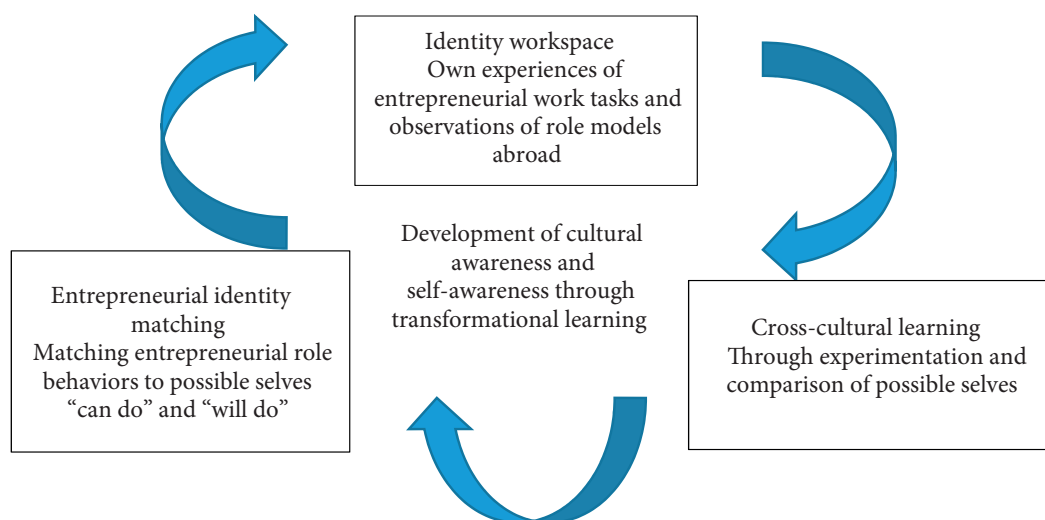 Identity workspace
Own experiences of
entrepreneurial work tasks and
observations of role models
abroad
Development of cultural
awareness and
self-awareness through
transformational learning
Entrepreneurial identity
matching
Matching entrepreneurial role
behaviors to possible selves
“can do” and “will do”
Cross-cultural learning
Through experimentation and
comparison of possible selves